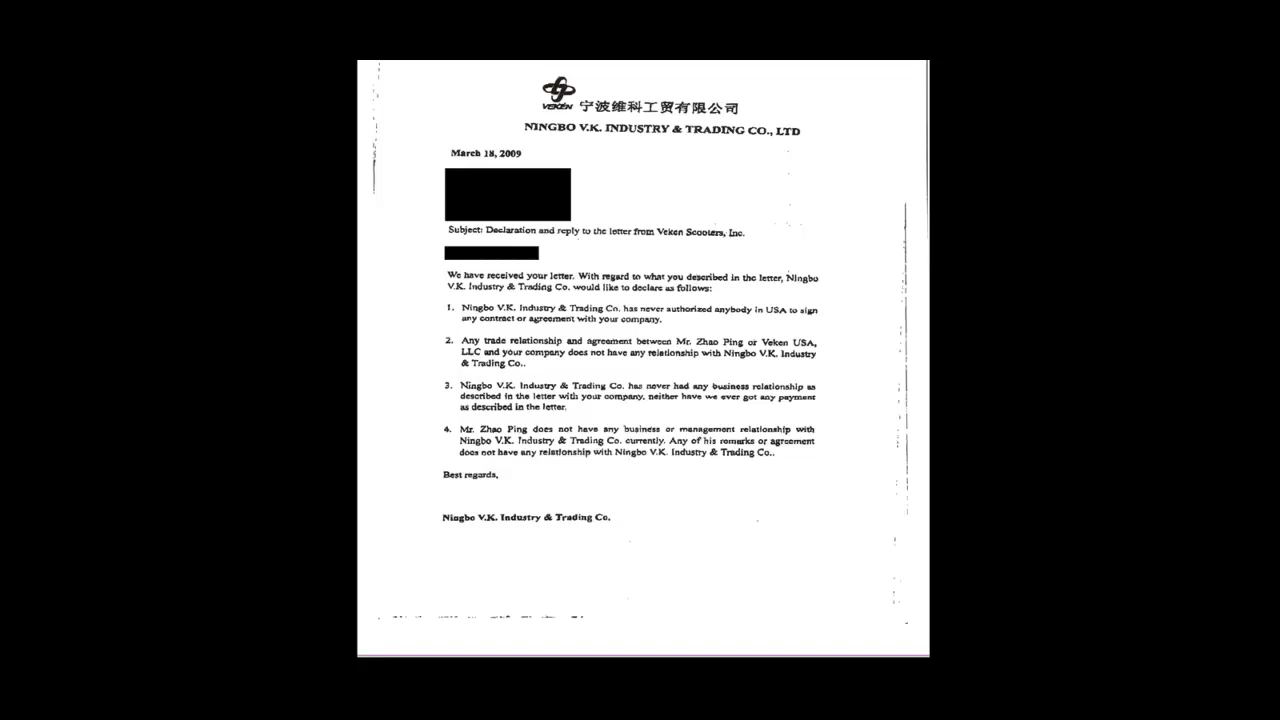 VEKEN 宁波维科工贸有限公司
NINGBO V.K. INDUSTRY & TRADING CO., LTD
March 18, 2009
Subject: Declaration and reply to the letter from Veken Scooters, Inc.
We have received your letter. With regard to what you described in the letter, Ningbo
V.K. Industry & Trading Co. would like to declare as follows:
1. Ningbo V.K. Industry & Trading Co. has never authorized anybody in USA to sign
any contract or agreement with your company.
2. Any trade relationship and agreement between Mr. Zhao Ping or Veken USA,
LLC and your company does not have any relationship with Ningbo V.K. Industry
& Trading Co..
3. Ningbo V.K. Industry & Trading Co. has never had any business relationship as
described in the letter with your company, neither have we ever got any payment
as described in the letter.
4. Mr. Zhao Ping does not have any business or management relationship with
Ningbo V.K. Industry & Trading Co. currently. Any of his remarks or agreement
does not have any relationship with Ningbo V.K. Industry & Trading Co..
Best regards,
Ningbo V.K. Industry & Trading Co.